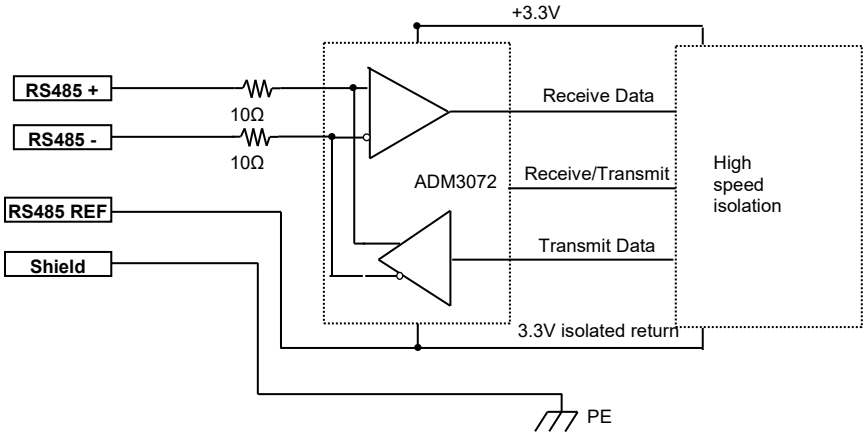 +3.3V
RS485 +
10Ω
Receive Data
RS485 -
10Ω
High
speed
isolation
ADM3072
Receive/Transmit
RS485 REF
Transmit Data
Shield
3.3V isolated return
PE